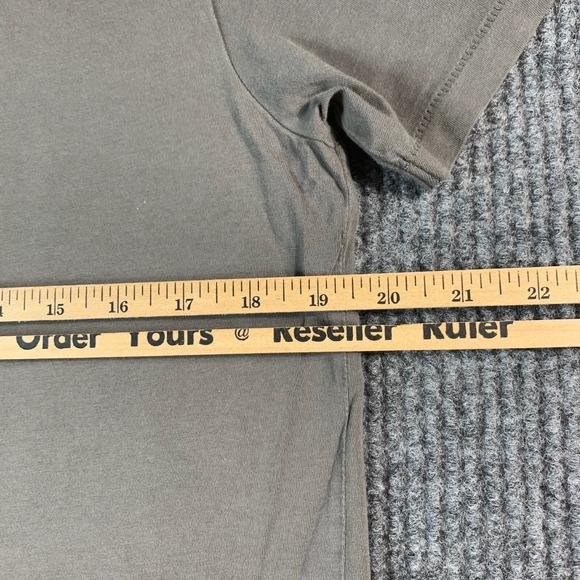 15 16 17 18 19 20 21 22
Order Yours @ Reseller Ruler